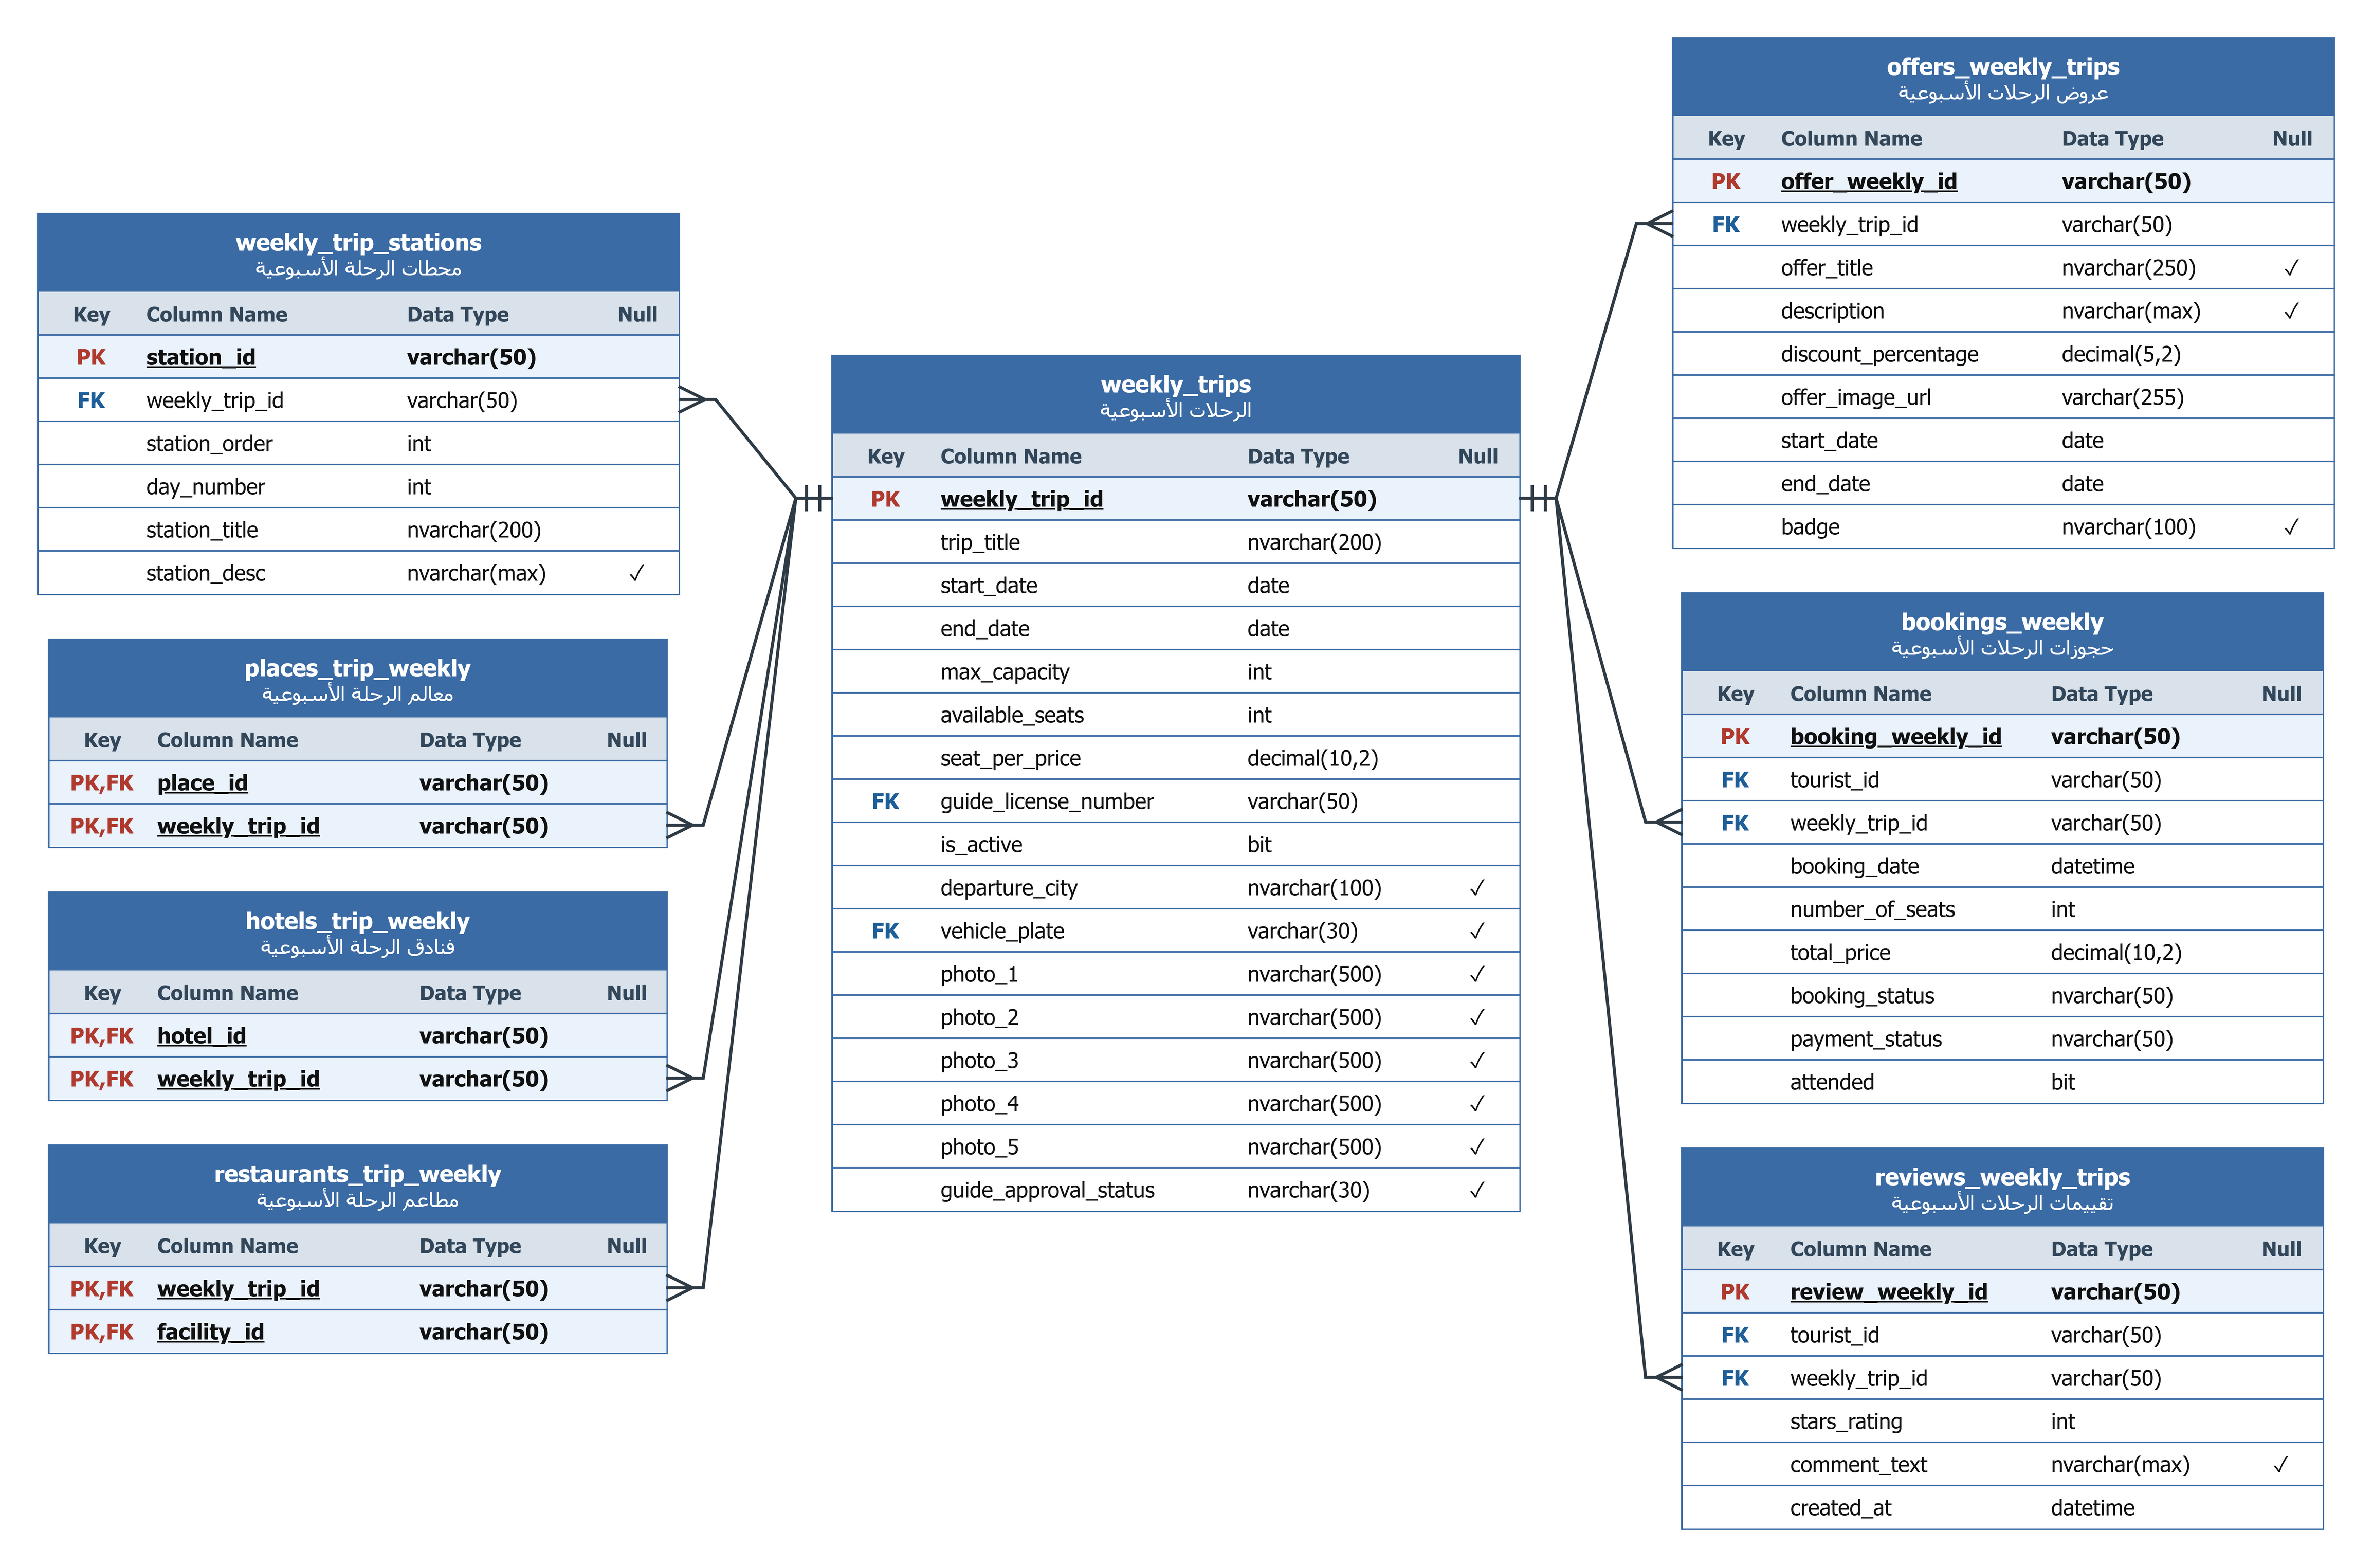 weekly_trip_stations
محطات الرحلة الأسبوعية
Key Column Name Data Type Null
PK station_id varchar(50)
FK weekly_trip_id varchar(50)
station_order int
day_number int
station_title nvarchar(200)
station_desc nvarchar(max) ✓
places_trip_weekly
معالم الرحلة الأسبوعية
Key Column Name Data Type Null
PK,FK place_id varchar(50)
PK,FK weekly_trip_id varchar(50)
hotels_trip_weekly
فنادق الرحلة الأسبوعية
Key Column Name Data Type Null
PK,FK hotel_id varchar(50)
PK,FK weekly_trip_id varchar(50)
restaurants_trip_weekly
مطاعم الرحلة الأسبوعية
Key Column Name Data Type Null
PK,FK weekly_trip_id varchar(50)
PK,FK facility_id varchar(50)
weekly_trips
الرحلات الأسبوعية
Key Column Name Data Type Null
PK weekly_trip_id varchar(50)
trip_title nvarchar(200)
start_date date
end_date date
max_capacity int
available_seats int
seat_per_price decimal(10,2)
FK guide_license_number varchar(50)
is_active bit
departure_city nvarchar(100) ✓
FK vehicle_plate varchar(30) ✓
photo_1 nvarchar(500) ✓
photo_2 nvarchar(500) ✓
photo_3 nvarchar(500) ✓
photo_4 nvarchar(500) ✓
photo_5 nvarchar(500) ✓
guide_approval_status nvarchar(30) ✓
offers_weekly_trips
عروض الرحلات الأسبوعية
Key Column Name Data Type Null
PK offer_weekly_id varchar(50)
FK weekly_trip_id varchar(50)
offer_title nvarchar(250) ✓
description nvarchar(max) ✓
discount_percentage decimal(5,2)
offer_image_url varchar(255)
start_date date
end_date date
badge nvarchar(100) ✓
bookings_weekly
حجوزات الرحلات الأسبوعية
Key Column Name Data Type Null
PK booking_weekly_id varchar(50)
FK tourist_id varchar(50)
FK weekly_trip_id varchar(50)
booking_date datetime
number_of_seats int
total_price decimal(10,2)
booking_status nvarchar(50)
payment_status nvarchar(50)
attended bit
reviews_weekly_trips
تقييمات الرحلات الأسبوعية
Key Column Name Data Type Null
PK review_weekly_id varchar(50)
FK tourist_id varchar(50)
FK weekly_trip_id varchar(50)
stars_rating int
comment_text nvarchar(max) ✓
created_at datetime